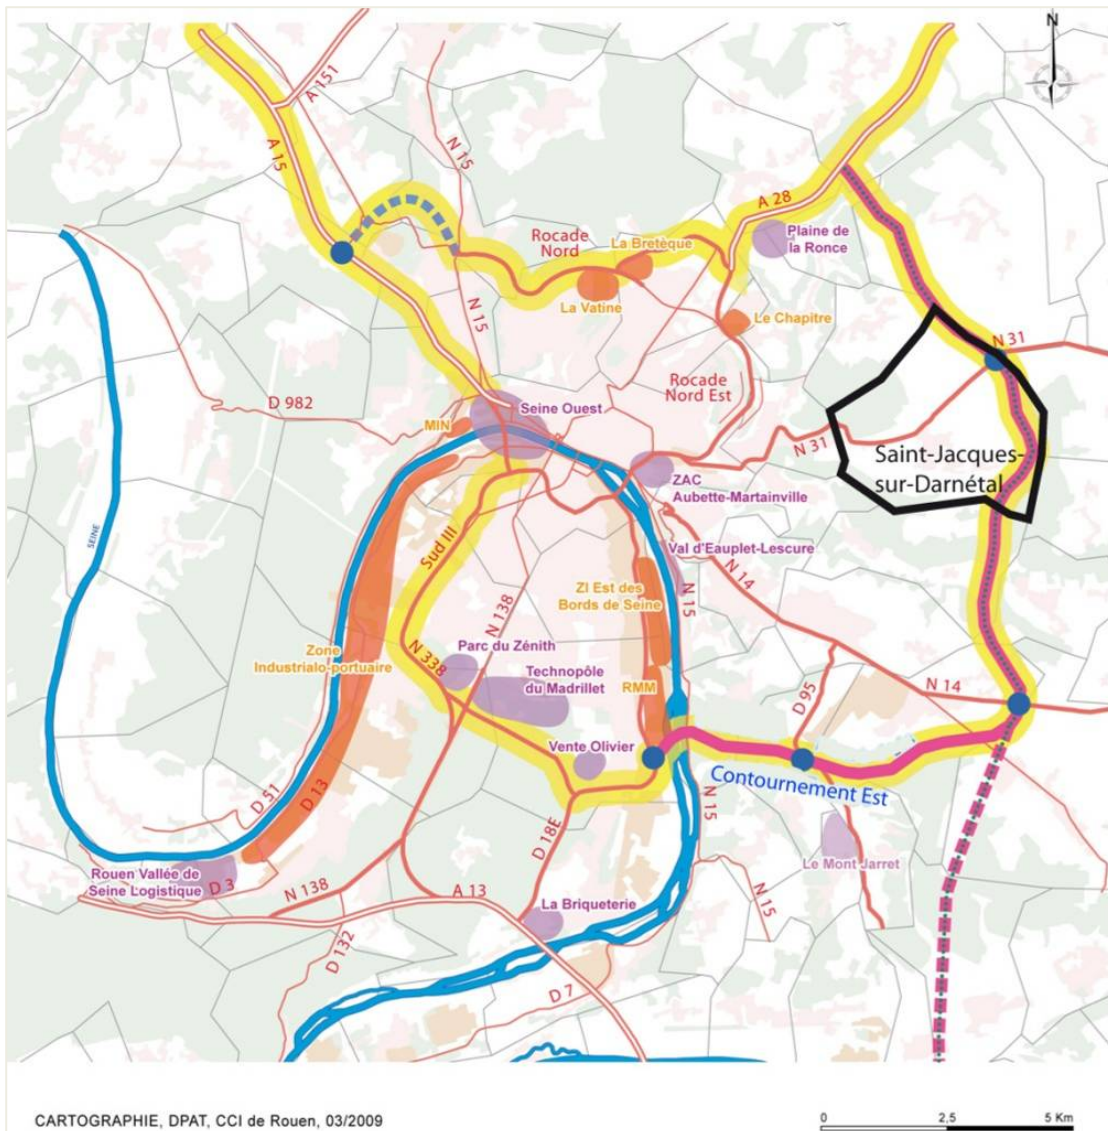 N
A 151
A 15
N 15
A 28
Plaine de
la Ronce
Rocade
Nord
La Bretèque
La Vatine
Le Chapitre
N 15
N 31
Rocade
Nord Est
D 982
MIN
Seine Ouest
N 31
Saint-Jacques-
sur-Darnétal
ZAC
Aubette-Martainville
SEINE
Sud III
Val d'Eauplet-Lescure
N 14
ZI Est des
Bords de Seine
N 15
N 138
Zone
Industrialo-portuaire
N 338
Parc du Zénith
Technopôle
du Madrillet
RMM
D 95
N 14
Vente Olivier
Contournement Est
N 15
D 51
D 13
D 18E
Le Mont Jarret
Rouen Vallée de
Seine Logistique
D 3
N 138
A 13
La Briqueterie
N 15
D 132
D 7
CARTOGRAPHIE, DPAT, CCI de Rouen, 03/2009
0 2,5 5 Km